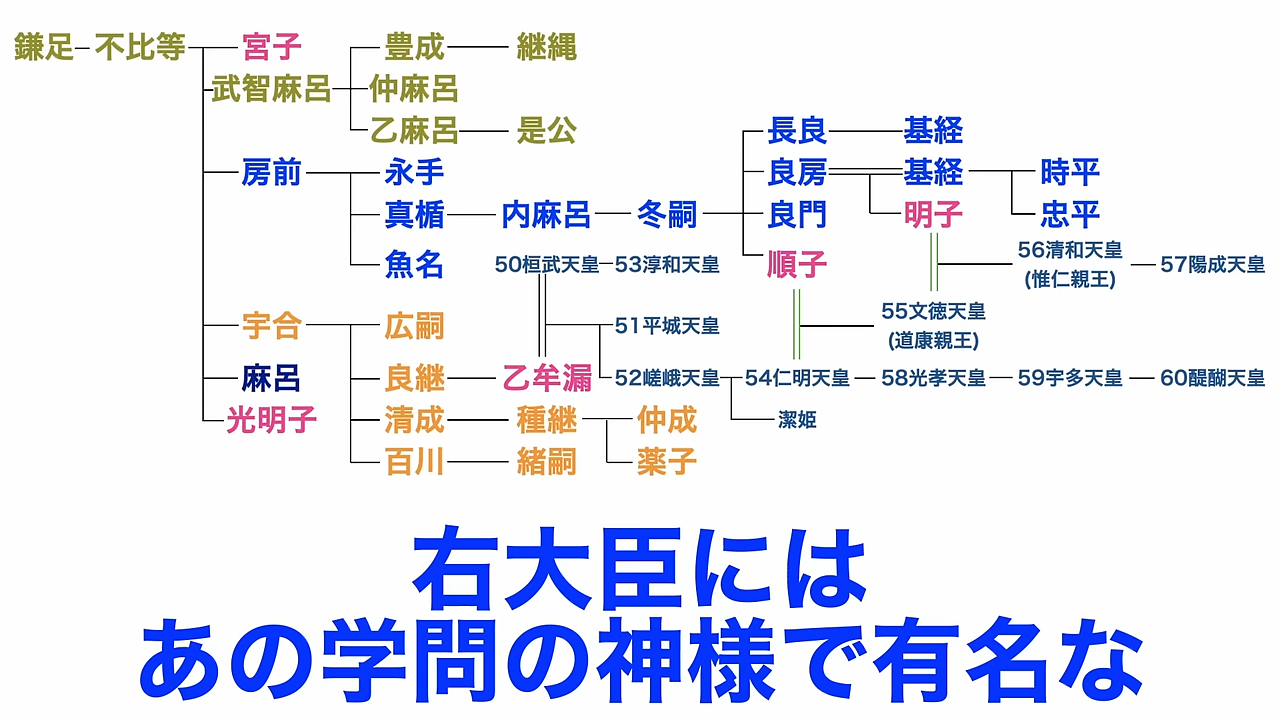 鎌足 不比等 宮子 豊成 継縄
武智麻呂 仲麻呂
乙麻呂 是公 長良 基経
房前 永手 良房 基経 時平
真楯 内麻呂 冬嗣 良門 明子 忠平
魚名 50桓武天皇 53淳和天皇 順子 56清和天皇 57陽成天皇
(惟仁親王)
宇合 広嗣 51平城天皇 55文徳天皇
(道康親王)
麻呂 良継 乙牟漏 52嵯峨天皇 54仁明天皇 58光孝天皇 59宇多天皇 60醍醐天皇
光明子 清成 種継 仲成 潔姫
百川 緒嗣 薬子
右大臣には
あの学問の神様で有名な